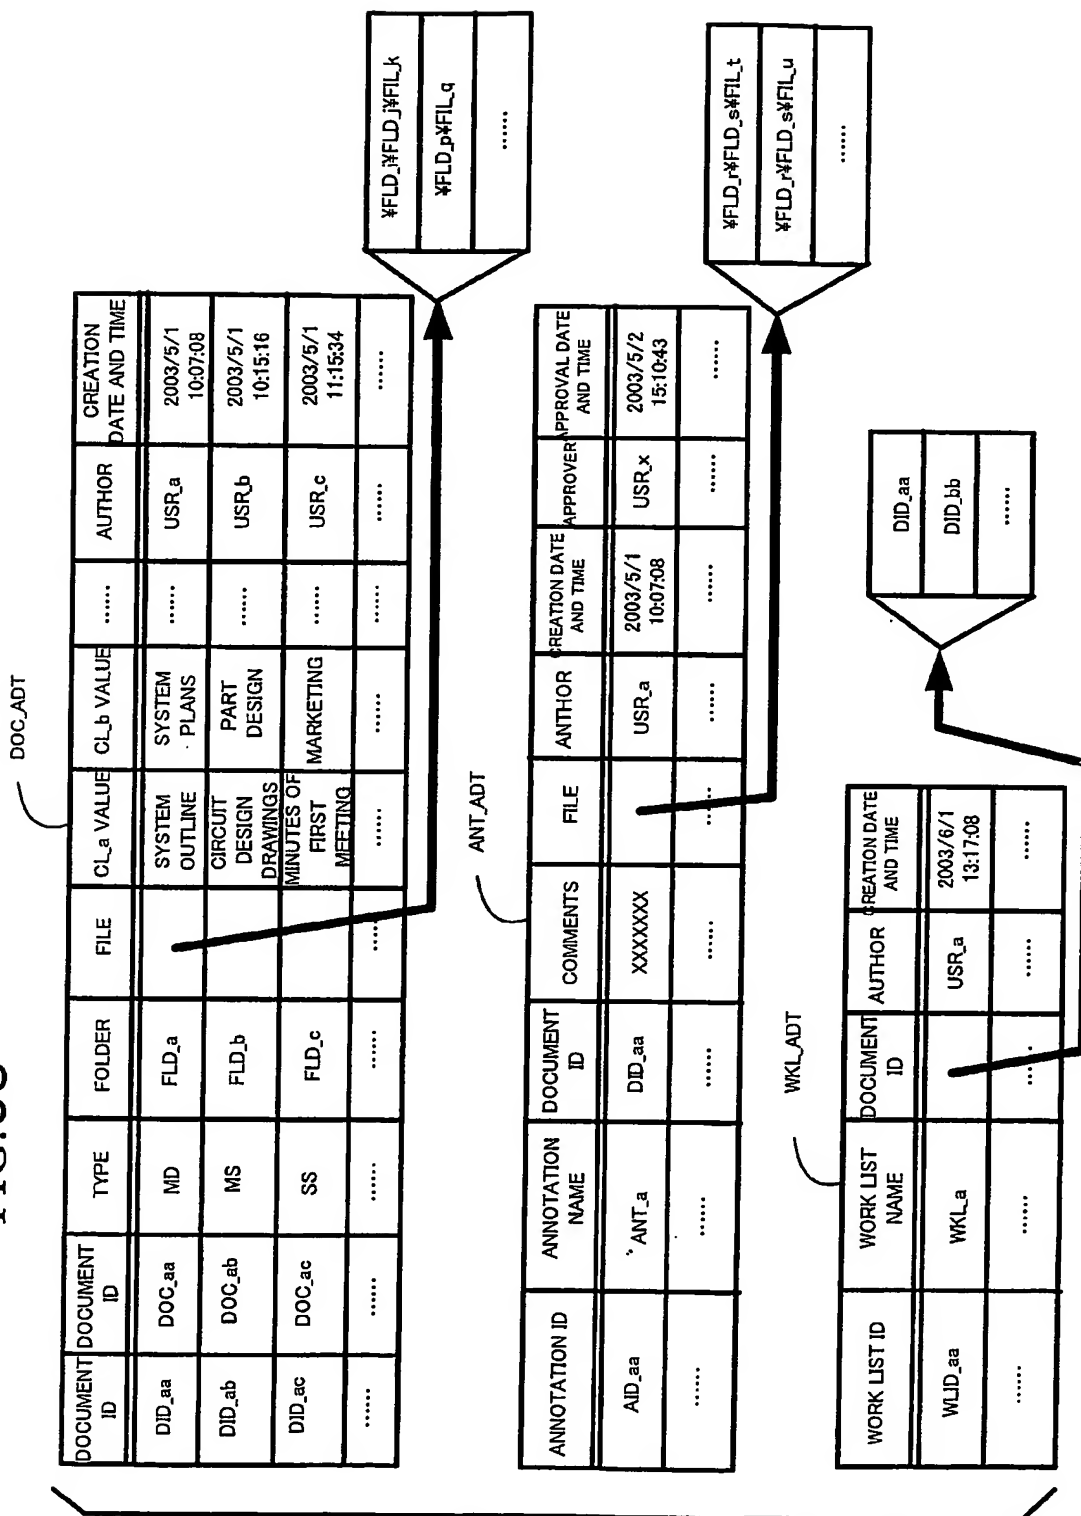 DOC_ADT
DOCUMENT ID	DOCUMENT ID	TYPE	FOLDER	FILE	CL_a VALUE	CL_b VALUE	......	AUTHOR	CREATION DATE AND TIME
DID_aa	DOC_aa	MD	FLD_a	SYSTEM OUTLINE	SYSTEM PLANS	......	USR_a	2003/5/1 10:07:08
DID_ab	DOC_ab	MS	FLD_b	CIRCUIT DESIGN DRAWINGS	PART DESIGN	......	USR_b	2003/5/1 10:15:16
DID_ac	DOC_ac	SS	FLD_c	MINUTES OF FIRST MEETING	MARKETING	......	USR_c	2003/5/1 11:15:34
......	......	......	......	......	......	......	......	......	......
¥FLD_i¥FLD_j¥FIL_k
¥FLD_p¥FIL_q
......
ANT_ADT
ANNOTATION ID	ANNOTATION NAME	DOCUMENT ID	COMMENTS	FILE	ANTHOR	CREATION DATE AND TIME	APPROVER	APPROVAL DATE AND TIME
AID_aa	ANT_a	DID_aa	XXXXXXX	USR_a	2003/5/1 10:07:08	USR_x	2003/5/2 15:10:43
......	......	......	......	......	......	......	......	......
¥FLD_r¥FLD_s¥FIL_t
¥FLD_r¥FLD_s¥FIL_u
......
WKL_ADT
WORK LIST ID	WORK LIST NAME	DOCUMENT ID	AUTHOR	CREATION DATE AND TIME
WLID_aa	WKL_a	USR_a	2003/6/1 13:17:08
......	......	......	......	......
DID_aa
DID_bb
......